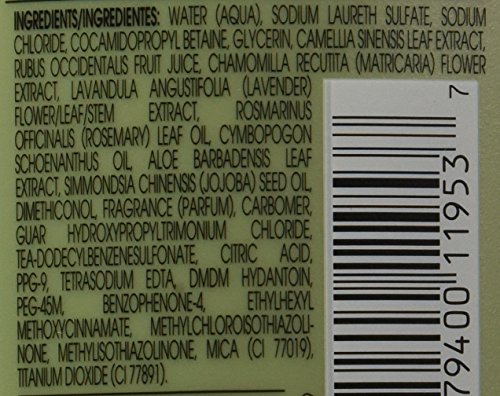 INGREDIENTS/INGREDIENTES: WATER (AQUA), SODIUM LAURETH SULFATE, SODIUM
CHLORIDE, COCAMIDOPROPYL BETAINE, GLYCERIN, CAMELLIA SINENSIS LEAF EXTRACT,
RUBUS OCCIDENTALIS FRUIT JUICE, CHAMOMILLA RECUTITA (MATRICARIA) FLOWER
EXTRACT, LAVANDULA ANGUSTIFOLIA (LAVENDER)
FLOWER/LEAF/STEM EXTRACT, ROSMARINUS
OFFICINALIS (ROSEMARY) LEAF OIL, CYMBOPOGON
SCHOENANTHUS OIL, ALOE BARBADENSIS LEAF
EXTRACT, SIMMONDSIA CHINENSIS (JOJOBA) SEED OIL,
DIMETHICONOL, FRAGRANCE (PARFUM), CARBOMER,
GUAR HYDROXYPROPYLTRIMONIUM CHLORIDE,
TEA-DODECYLBENZENESULFONATE, CITRIC ACID,
PPG-9, TETRASODIUM EDTA, DMDM HYDANTOIN,
PEG-45M, BENZOPHENONE-4, ETHYLHEXYL
METHOXYCINNAMATE, METHYLCHLOROISOTHIAZOLI-
NONE, METHYLISOTHIAZOLINONE, MICA (CI 77019),
TITANIUM DIOXIDE (CI 77891).
79400 11953 7